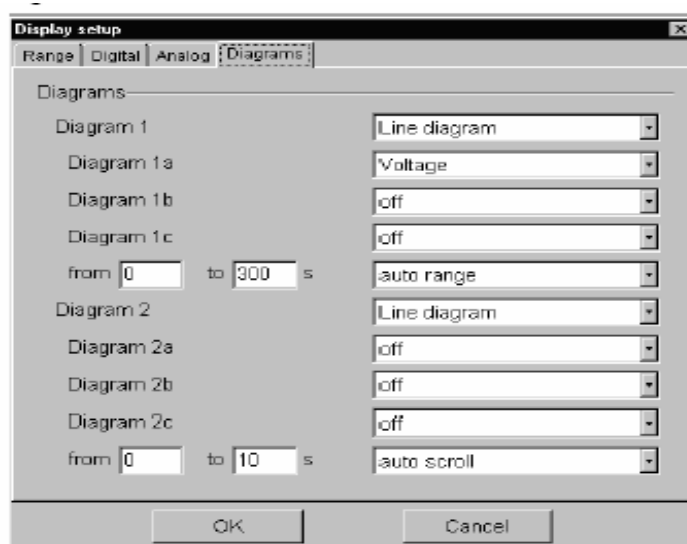 Display setup
Range Digital Analog Diagrams
Diagrams
Diagram 1 Line diagram
Diagram 1a Voltage
Diagram 1b off
Diagram 1c off
from 0 to 300 s auto range
Diagram 2 Line diagram
Diagram 2a off
Diagram 2b off
Diagram 2c off
from 0 to 10 s auto scroll
OK Cancel